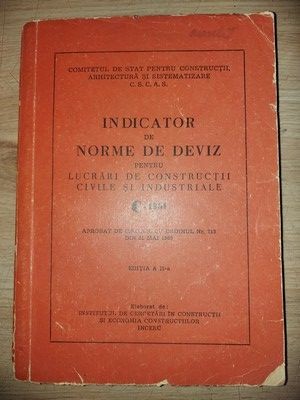 COMITETUL DE STAT PENTRU CONSTRUCȚII,
ARHITECTURĂ ȘI SISTEMATIZARE
C. S. C. A. S.
INDICATOR
DE
NORME DE DEVIZ
PENTRU
LUCRĂRI DE CONSTRUCȚII
CIVILE ȘI INDUSTRIALE
C
APROBAT DE CU ORDINUL Nr.
DIN 31 MAI
EDIȚIA A II-a
Elaborat de:
INSTITUTUL DE CERCETĂRI ÎN CONSTRUCȚII
ȘI ECONOMIA CONSTRUCȚIILOR
INCERC